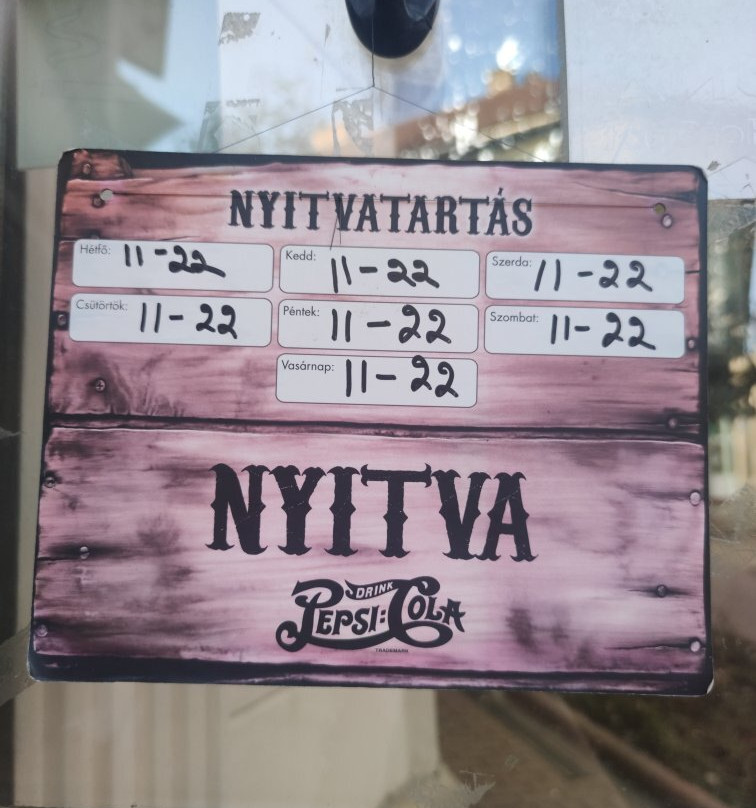 NYITVATARTÁS
Hétfő: 11-22 Kedd: 11-22 Szerda: 11-22
Csütörtök: 11-22 Péntek: 11-22 Szombat: 11-22
Vasárnap: 11-22
NYITVA
DRINK
PEPSI:COLA
TRADEMARK